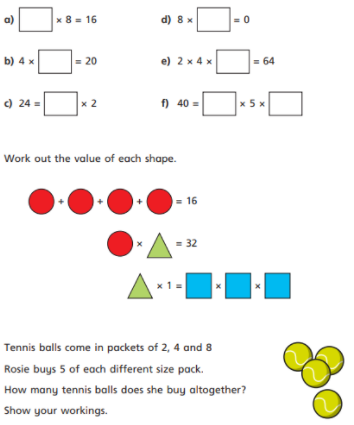 a) × 8 = 16
d) 8 × = 0
b) 4 × = 20
e) 2 × 4 × = 64
c) 24 = × 2
f) 40 = × 5 ×
Work out the value of each shape.
+ + + = 16
× = 32
× 1 = × ×
Tennis balls come in packets of 2, 4 and 8
Rosie buys 5 of each different size pack.
How many tennis balls does she buy altogether?
Show your workings.